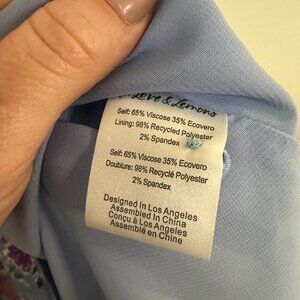 Love & Lemons
Self: 65% Viscose 35% Ecovero
Lining: 98% Recycled Polyester
2% Spandex
Self: 65% Viscose 35% Ecovero
Doublure: 98% Recyclé Polyester
2% Spandex
Designed in Los Angeles
Assembled In China
Conçu à Los Angeles
Assemblé en Chine